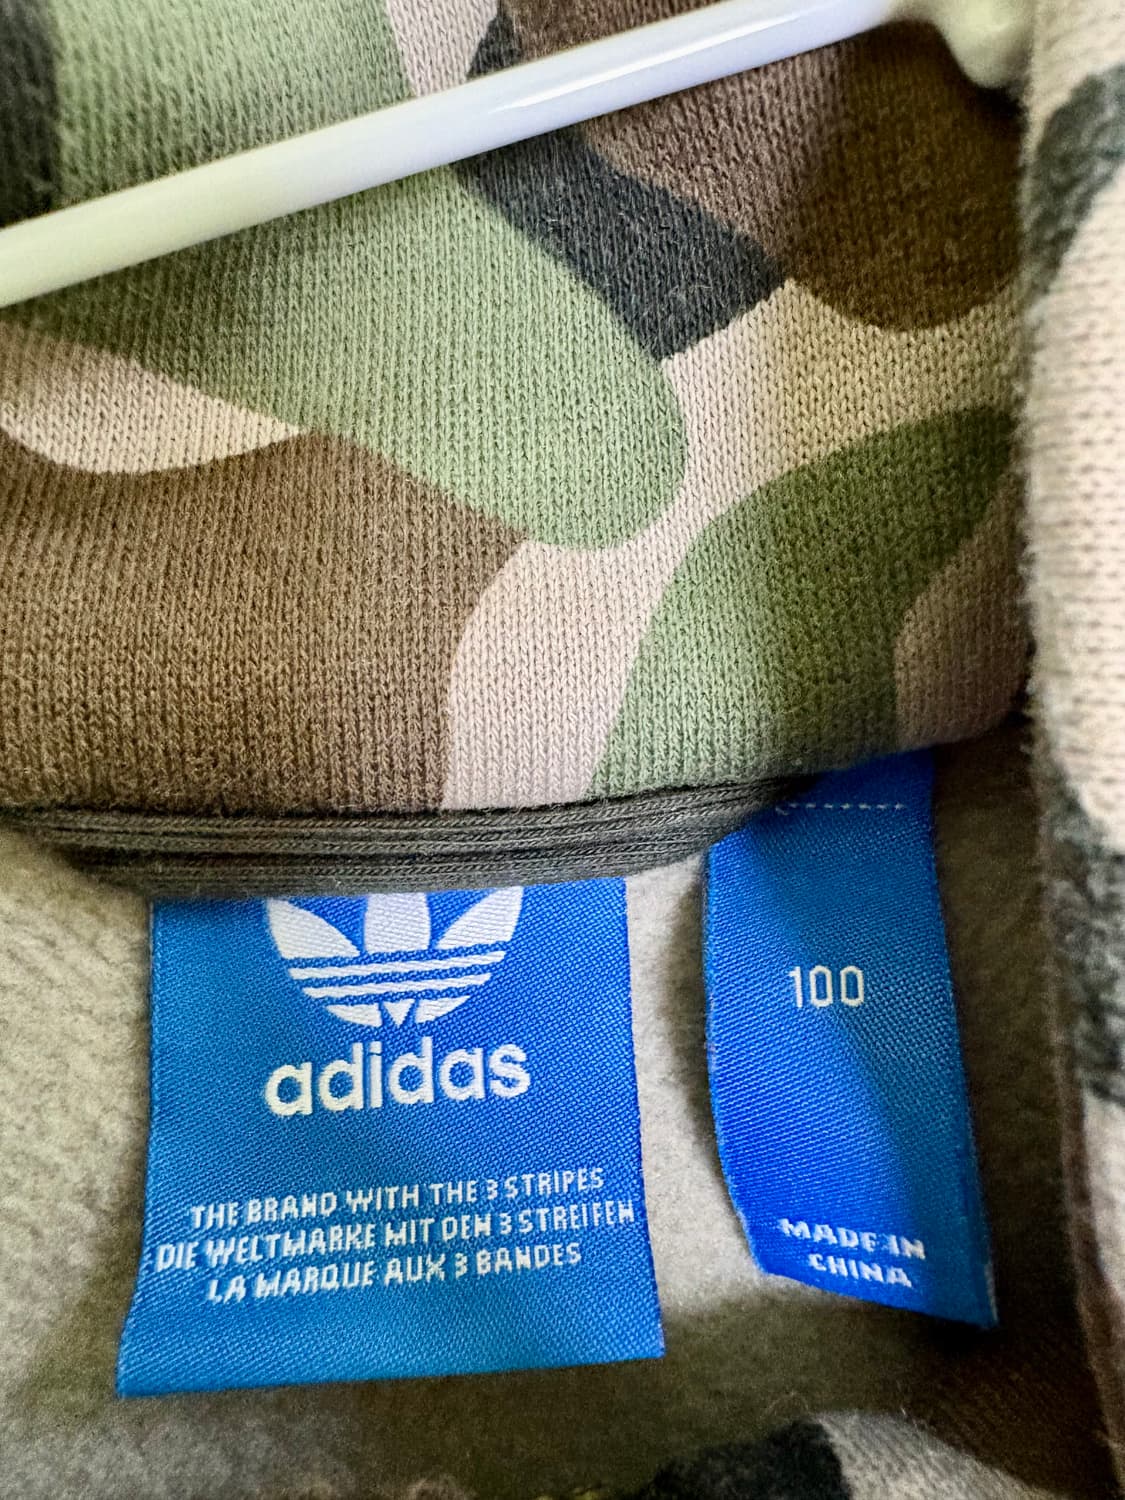 adidas
THE BRAND WITH THE 3 STRIPES
DIE WELTMARKE MIT DEN 3 STREIFEN
LA MARQUE AUX 3 BANDES
100
MADE IN
CHINA